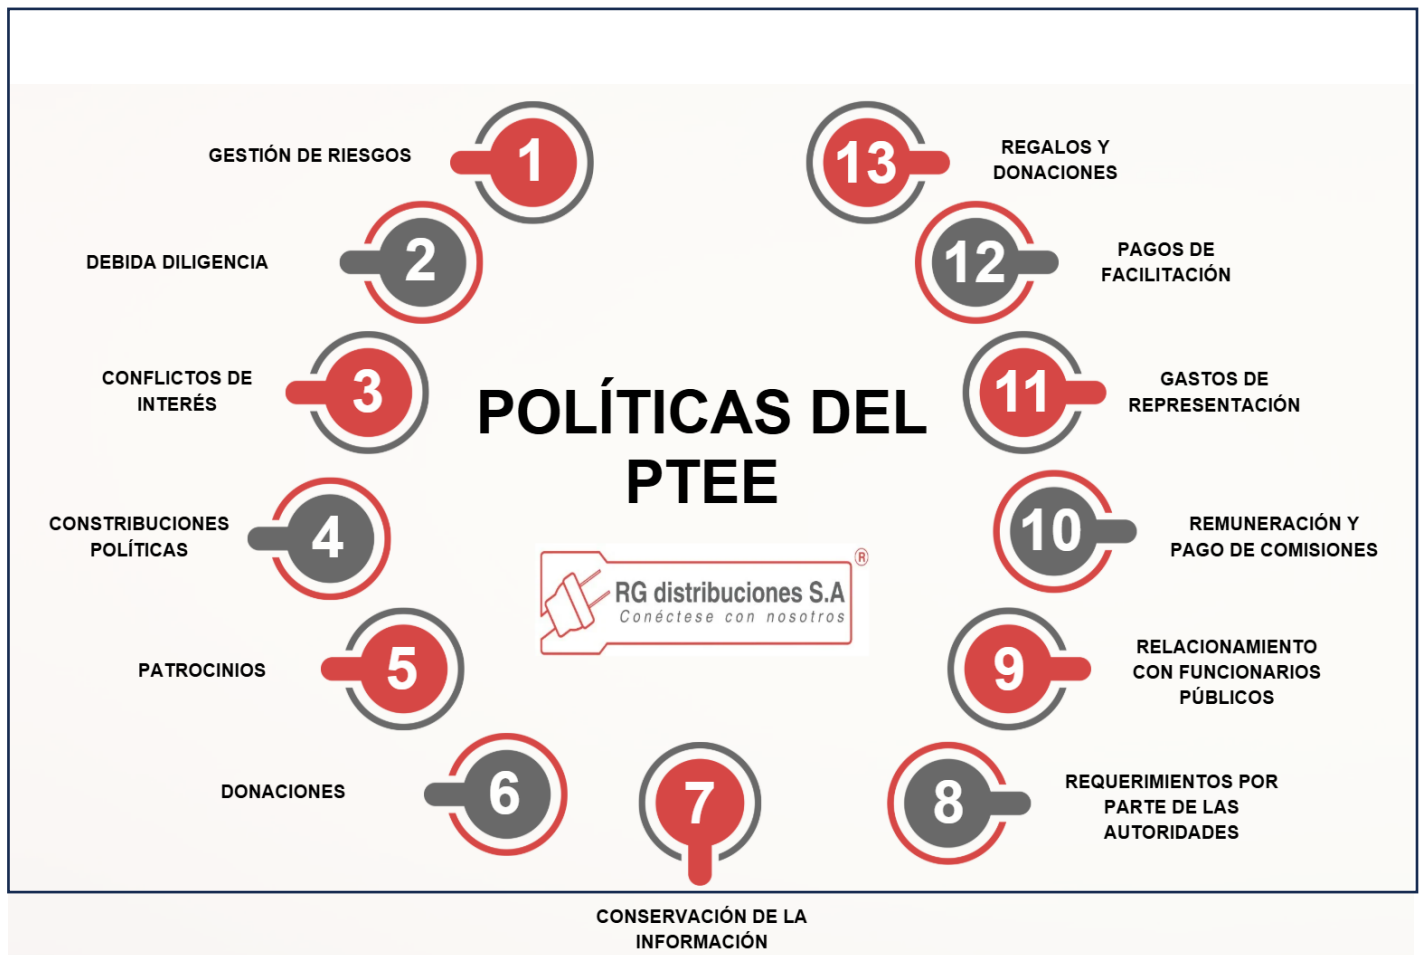 POLÍTICAS DEL
PTEE
RG distribuciones S.A
®
Conéctese con nosotros
1
GESTIÓN DE RIESGOS
2
DEBIDA DILIGENCIA
3
CONFLICTOS DE
INTERÉS
4
CONSTRIBUCIONES
POLÍTICAS
5
PATROCINIOS
6
DONACIONES
7
CONSERVACIÓN DE LA
INFORMACIÓN
8
REQUERIMIENTOS POR
PARTE DE LAS
AUTORIDADES
9
RELACIONAMIENTO
CON FUNCIONARIOS
PÚBLICOS
10
REMUNERACIÓN Y
PAGO DE COMISIONES
11
GASTOS DE
REPRESENTACIÓN
12
PAGOS DE
FACILITACIÓN
13
REGALOS Y
DONACIONES